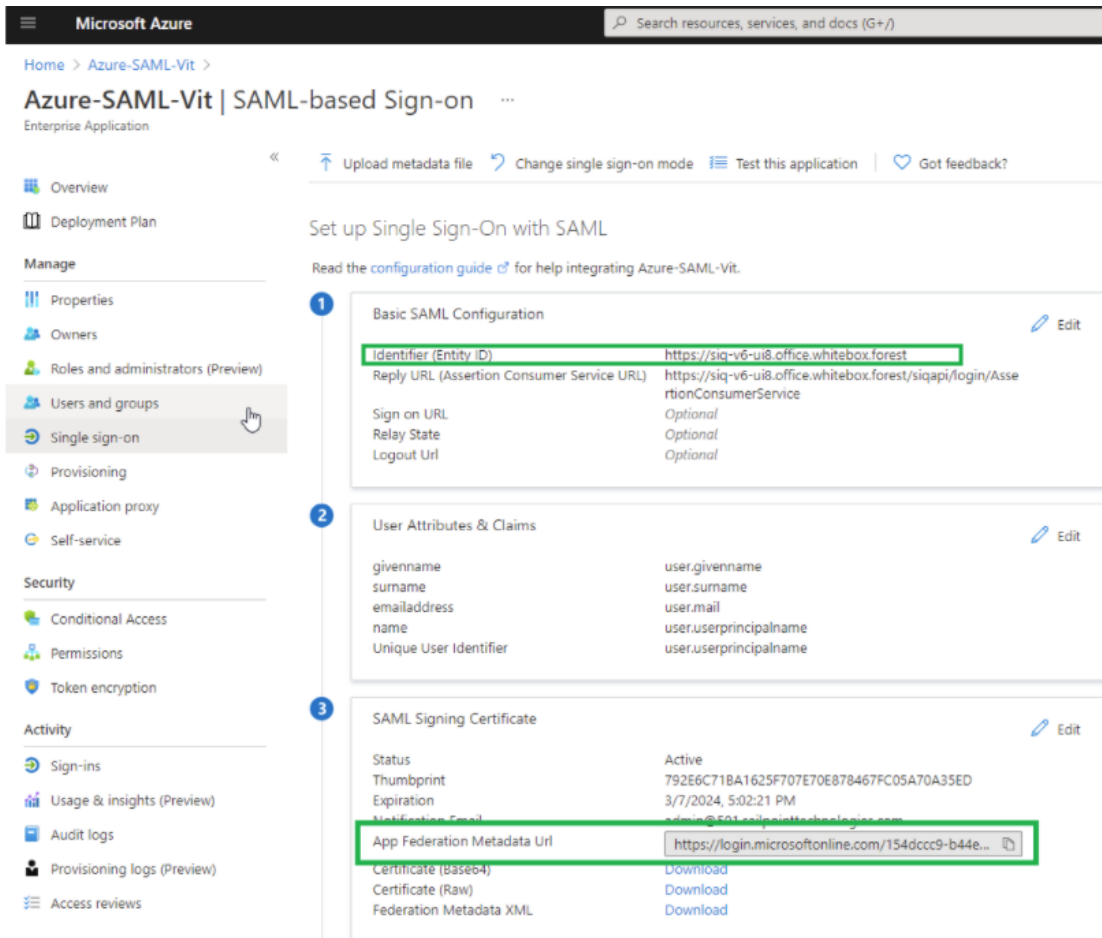 Microsoft Azure
Search resources, services, and docs (G+/)
Home > Azure-SAML-Vit >
Azure-SAML-Vit | SAML-based Sign-on ...
Enterprise Application
«
Upload metadata file
Change single sign-on mode
Test this application
Got feedback?
Overview
Deployment Plan
Manage
Properties
Owners
Roles and administrators (Preview)
Users and groups
Single sign-on
Provisioning
Application proxy
Self-service
Security
Conditional Access
Permissions
Token encryption
Activity
Sign-ins
Usage & insights (Preview)
Audit logs
Provisioning logs (Preview)
Access reviews
Set up Single Sign-On with SAML
Read the configuration guide for help integrating Azure-SAML-Vit.
1
Basic SAML Configuration
Edit
Identifier (Entity ID) https://siq-v6-ui8.office.whitebox.forest
Reply URL (Assertion Consumer Service URL) https://siq-v6-ui8.office.whitebox.forest/siqapi/login/Asse
rtionConsumerService
Sign on URL Optional
Relay State Optional
Logout Url Optional
2
User Attributes & Claims
Edit
givenname user.givenname
surname user.surname
emailaddress user.mail
name user.userprincipalname
Unique User Identifier user.userprincipalname
3
SAML Signing Certificate
Edit
Status Active
Thumbprint 792E6C71BA1625F707E70E878467FC05A70A35ED
Expiration 3/7/2024, 5:02:21 PM
Notification Email
App Federation Metadata Url https://login.microsoftonline.com/154dccc9-b44e...
Certificate (Base64) Download
Certificate (Raw) Download
Federation Metadata XML Download